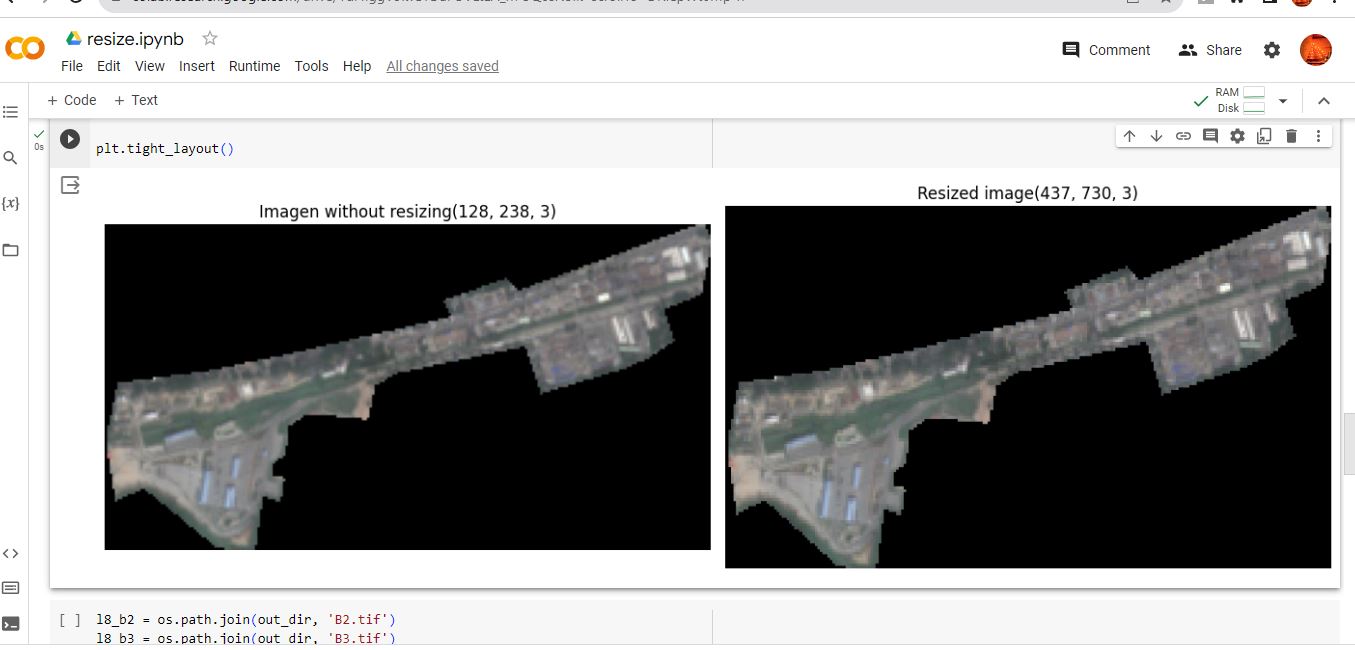 resize.ipynb
File Edit View Insert Runtime Tools Help All changes saved
Comment
Share
+ Code + Text
RAM
Disk
0s
plt.tight_layout()
{x}
Imagen without resizing(128, 238, 3)
Resized image(437, 730, 3)
[ ] l8_b2 = os.path.join(out_dir, 'B2.tif')
l8_b3 = os.path.join(out_dir, 'B3.tif')